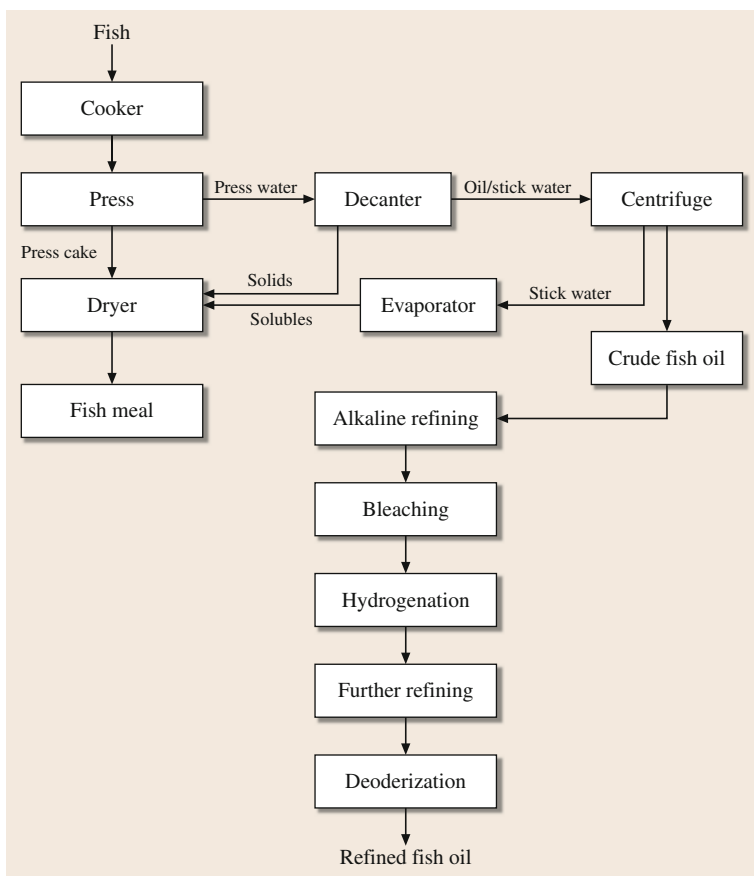 Fish
Cooker
Press
Press water
Decanter
Oil/stick water
Centrifuge
Press cake
Solids
Dryer
Solubles
Evaporator
Stick water
Crude fish oil
Fish meal
Alkaline refining
Bleaching
Hydrogenation
Further refining
Deoderization
Refined fish oil